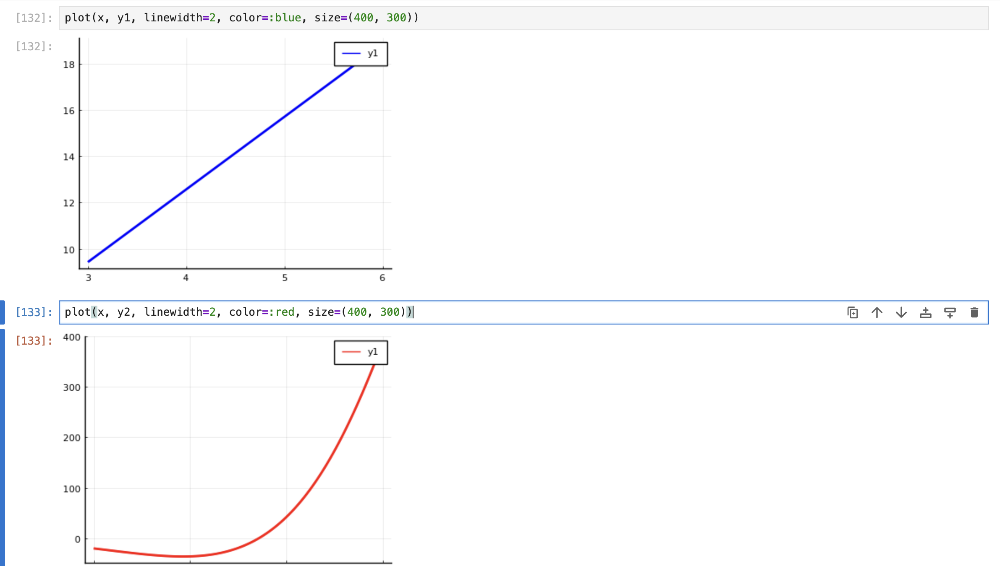 [132]: plot(x, y1, linewidth=2, color=:blue, size=(400, 300))
[132]:
y1
18
16
14
12
10
3 4 5 6
[133]: plot(x, y2, linewidth=2, color=:red, size=(400, 300))
[133]:
400
y1
300
200
100
0